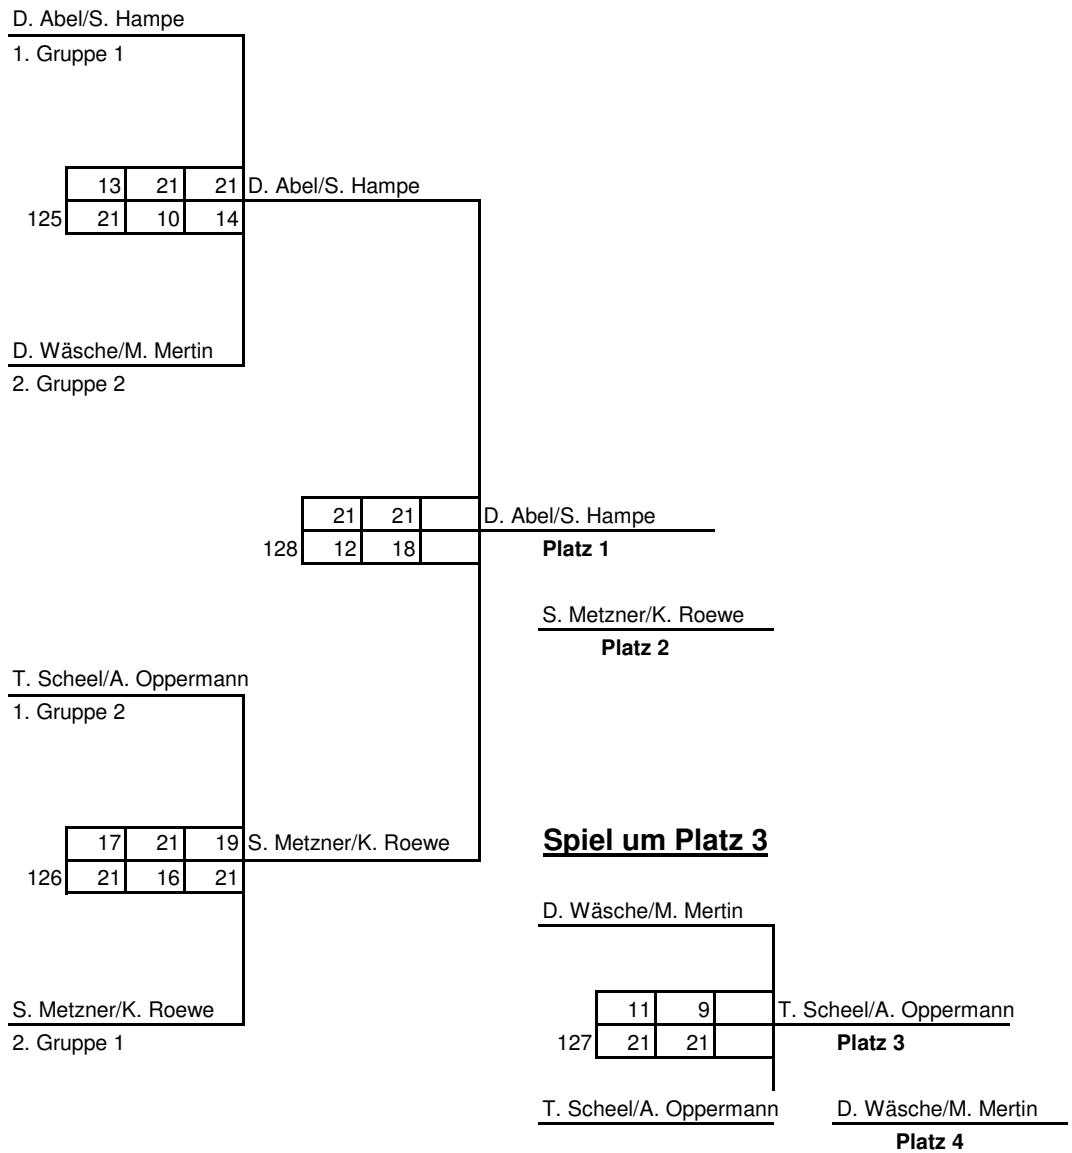 D. Abel/S. Hampe
1. Gruppe 1
13 21 21 D. Abel/S. Hampe
125 21 10 14
D. Wäsche/M. Mertin
2. Gruppe 2
21 21 D. Abel/S. Hampe
128 12 18 Platz 1
S. Metzner/K. Roewe
Platz 2
T. Scheel/A. Oppermann
1. Gruppe 2
17 21 19 S. Metzner/K. Roewe
126 21 16 21
S. Metzner/K. Roewe
2. Gruppe 1
Spiel um Platz 3
D. Wäsche/M. Mertin
11 9 T. Scheel/A. Oppermann
127 21 21 Platz 3
T. Scheel/A. Oppermann
D. Wäsche/M. Mertin
Platz 4